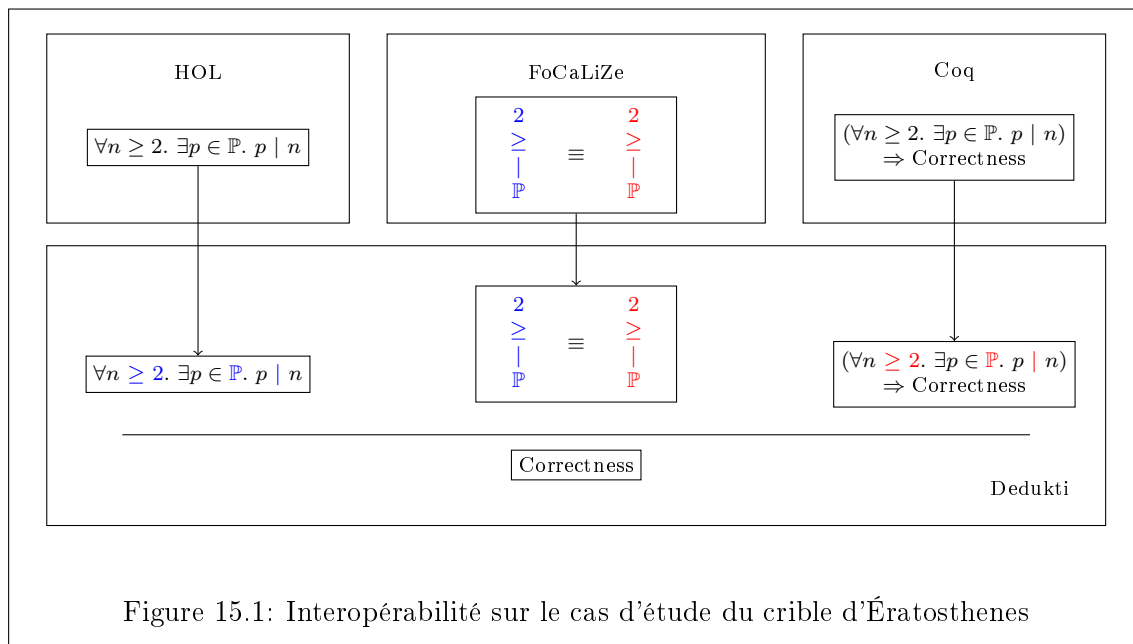 HOL
∀n ≥ 2. ∃p ∈ ℙ. p | n
FoCaLiZe
2 2
≥ ≥
≡
| |
ℙ ℙ
Coq
(∀n ≥ 2. ∃p ∈ ℙ. p | n)
⇒ Correctness
∀n ≥ 2. ∃p ∈ ℙ. p | n
2 2
≥ ≥
≡
| |
ℙ ℙ
(∀n ≥ 2. ∃p ∈ ℙ. p | n)
⇒ Correctness
Correctness
Dedukti
Figure 15.1: Interopérabilité sur le cas d'étude du crible d'Ératosthenes